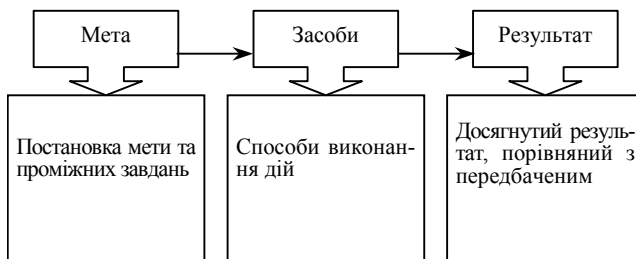 Мета
Засоби
Результат
Постановка мети та
проміжних завдань
Способи виконан-
ня дій
Досягнутий резуль-
тат, порівняний з
передбаченим